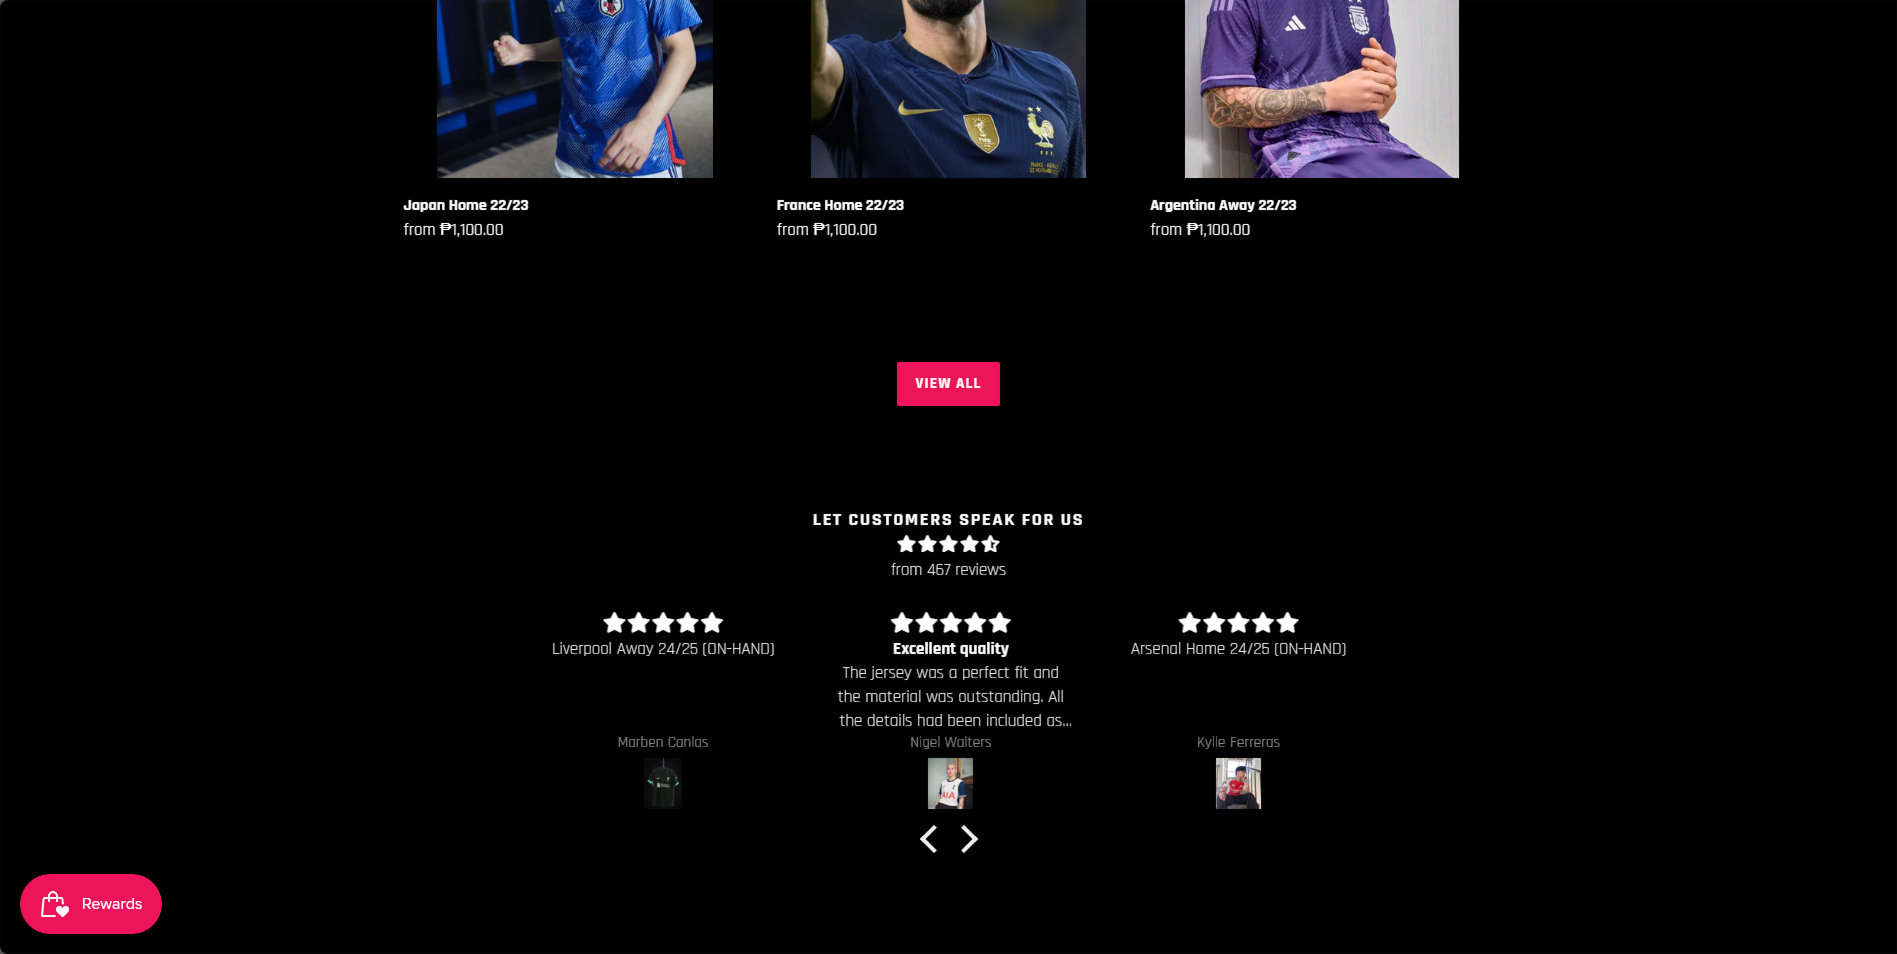 Japan Home 22/23
from ₱1,100.00
France Home 22/23
from ₱1,100.00
Argentina Away 22/23
from ₱1,100.00
VIEW ALL
LET CUSTOMERS SPEAK FOR US
from 467 reviews
Liverpool Away 24/25 (ON-HAND)
Marben Canlas
Excellent quality
The jersey was a perfect fit and
the material was outstanding. All
the details had been included as...
Nigel Walters
AIA
Arsenal Home 24/25 (ON-HAND)
Kylle Ferreras
Rewards